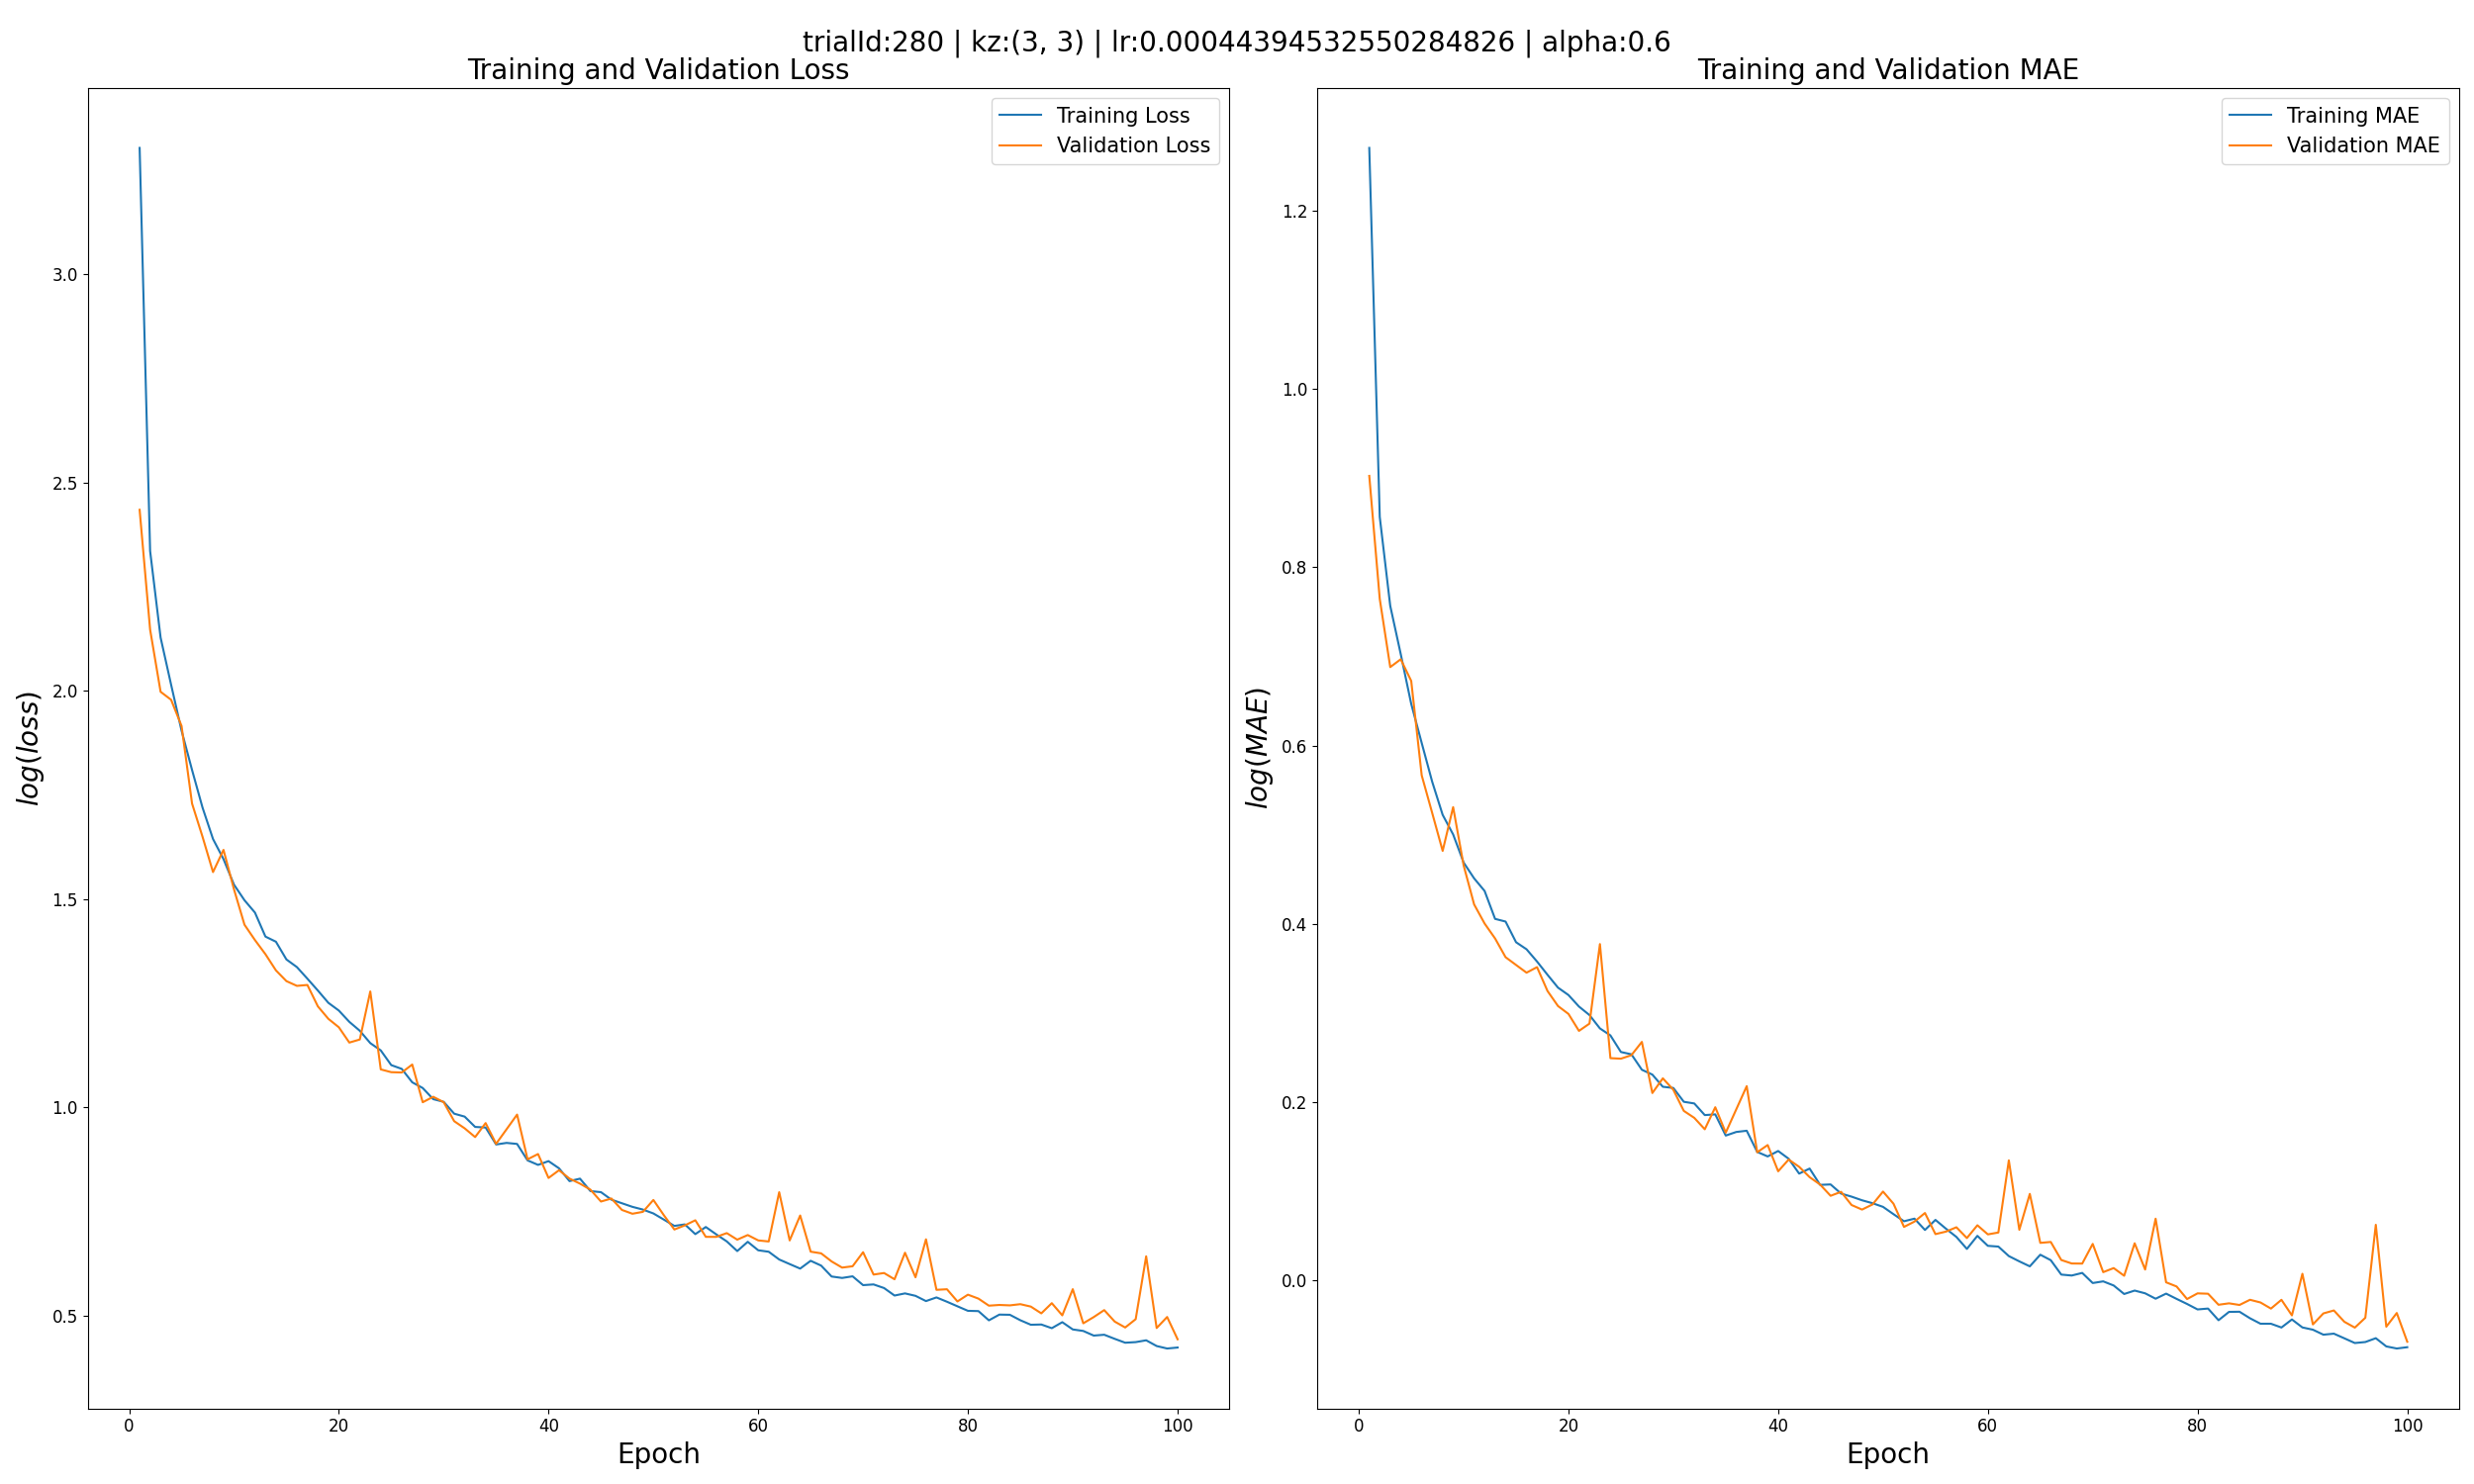 trialId:280 | kz:(3, 3) | lr:0.00044394532550284826 | alpha:0.6
Training and Validation Loss
Training Loss
Validation Loss
3.0
2.5
2.0
1.5
1.0
0.5
log(loss)
0 20 40 60 80 100
Epoch
Training and Validation MAE
Training MAE
Validation MAE
1.2
1.0
0.8
0.6
0.4
0.2
0.0
log(MAE)
0 20 40 60 80 100
Epoch